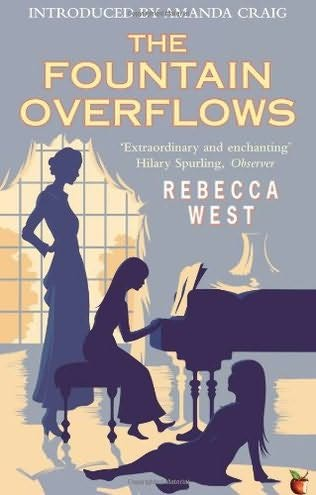 INTRODUCED BY AMANDA CRAIG
THE
FOUNTAIN
OVERFLOWS
'Extraordinary and enchanting'
Hilary Spurling, Observer
REBECCA
WEST